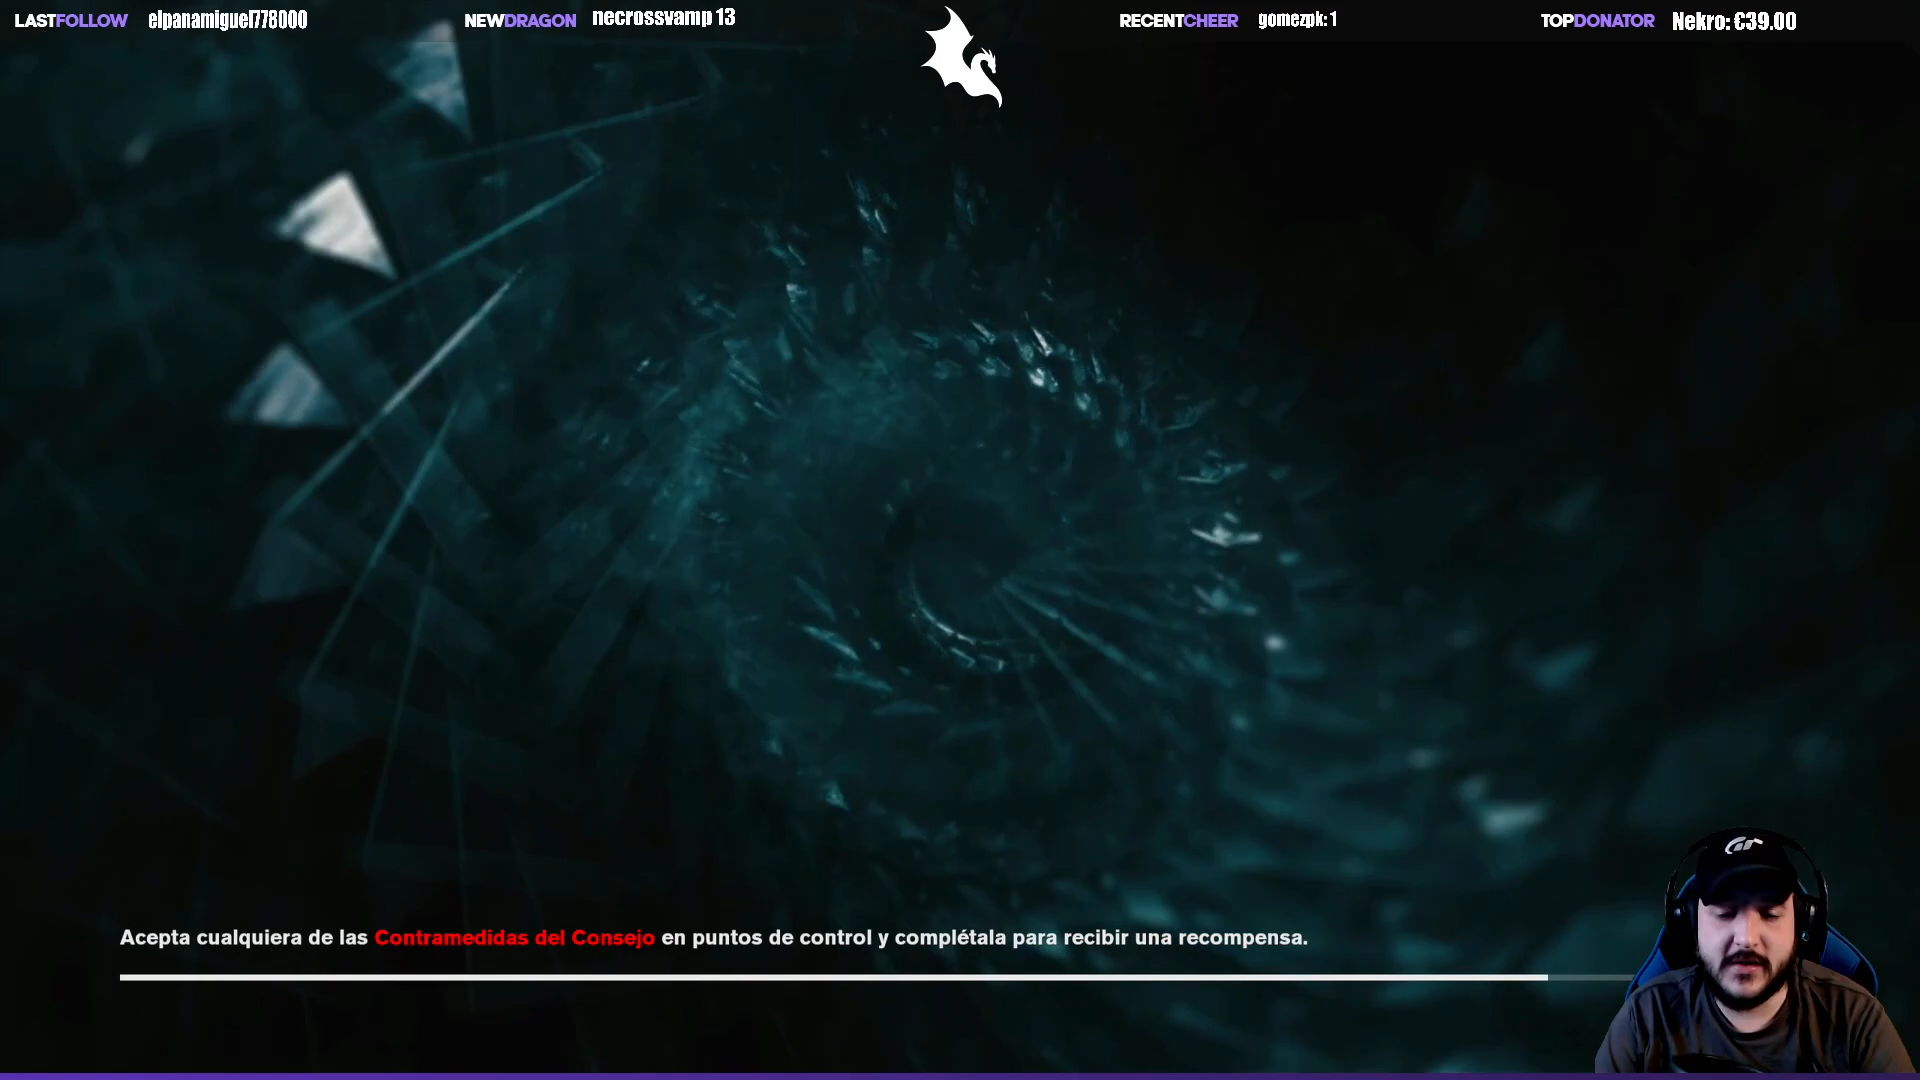 LASTFOLLOW elpanamiguel778000 NEWDRAGON necrossvamp 13 RECENTCHEER gomezpk: 1 TOPDONATOR Nekro: €39.00
Acepta cualquiera de las Contramedidas del Consejo en puntos de control y complétala para recibir una recompensa.